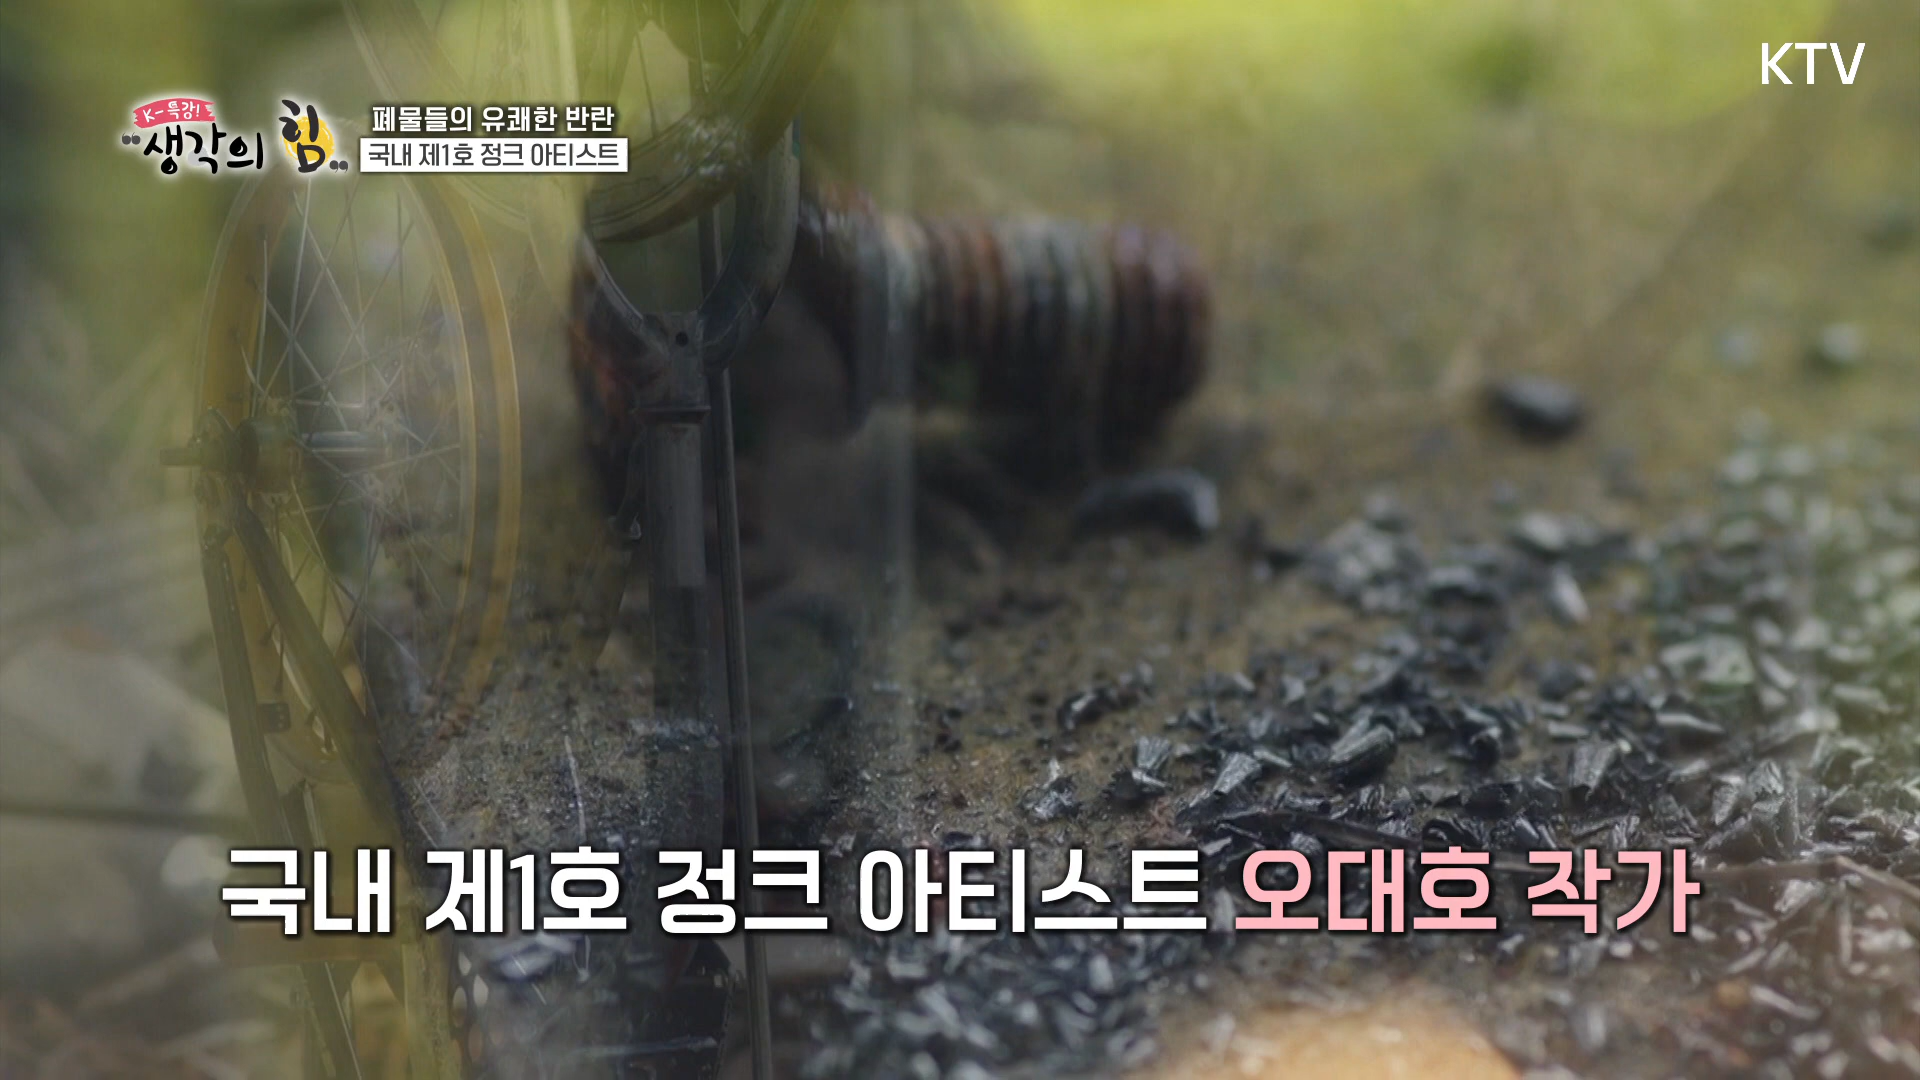 KTV
K-특강!
"생각의 힘"
폐물들의 유쾌한 반란
국내 제1호 정크 아티스트
국내 제1호 정크 아티스트 오대호 작가